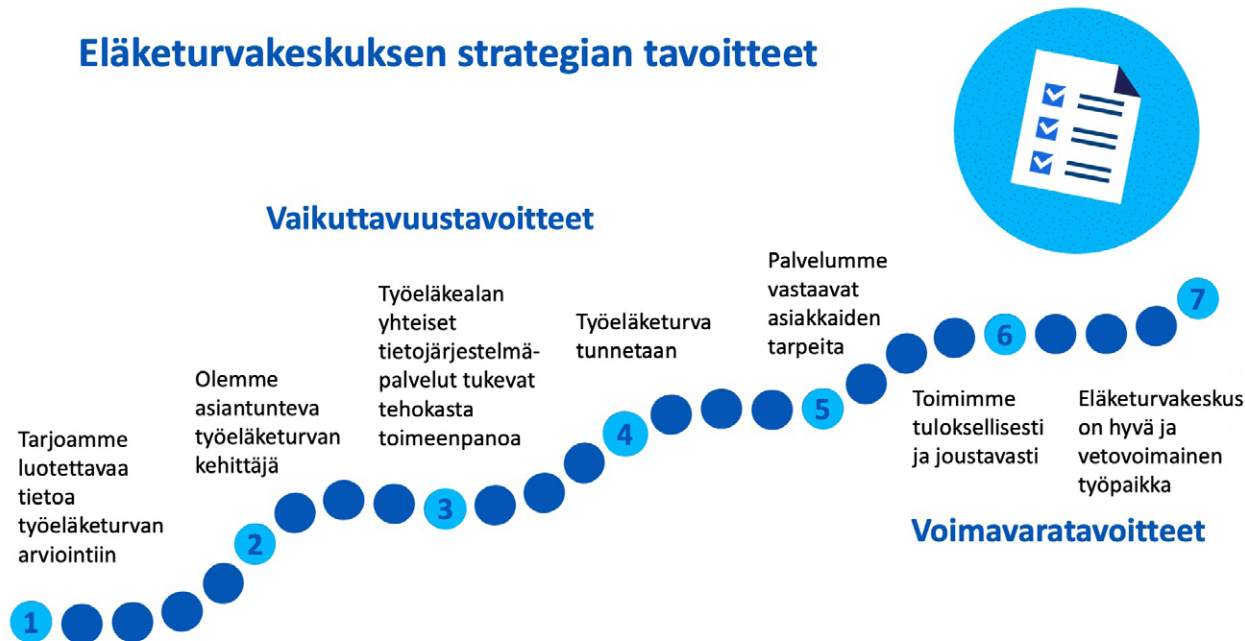 Eläketurvakeskuksen strategian tavoitteet
Vaikuttavuustavoitteet
1
Tarjoamme
luotettavaa
tietoa
työeläketurvan
arviointiin
2
Olemme
asiantunteva
työeläketurvan
kehittäjä
3
Työeläkealan
yhteiset
tietojärjestelmä-
palvelut tukevat
tehokasta
toimeenpanoa
4
Työeläketurva
tunnetaan
5
Palvelumme
vastaavat
asiakkaiden
tarpeita
6
Toimimme
tuloksellisesti
ja joustavasti
7
Eläketurvakeskus
on hyvä ja
vetovoimainen
työpaikka
Voimavaratavoitteet